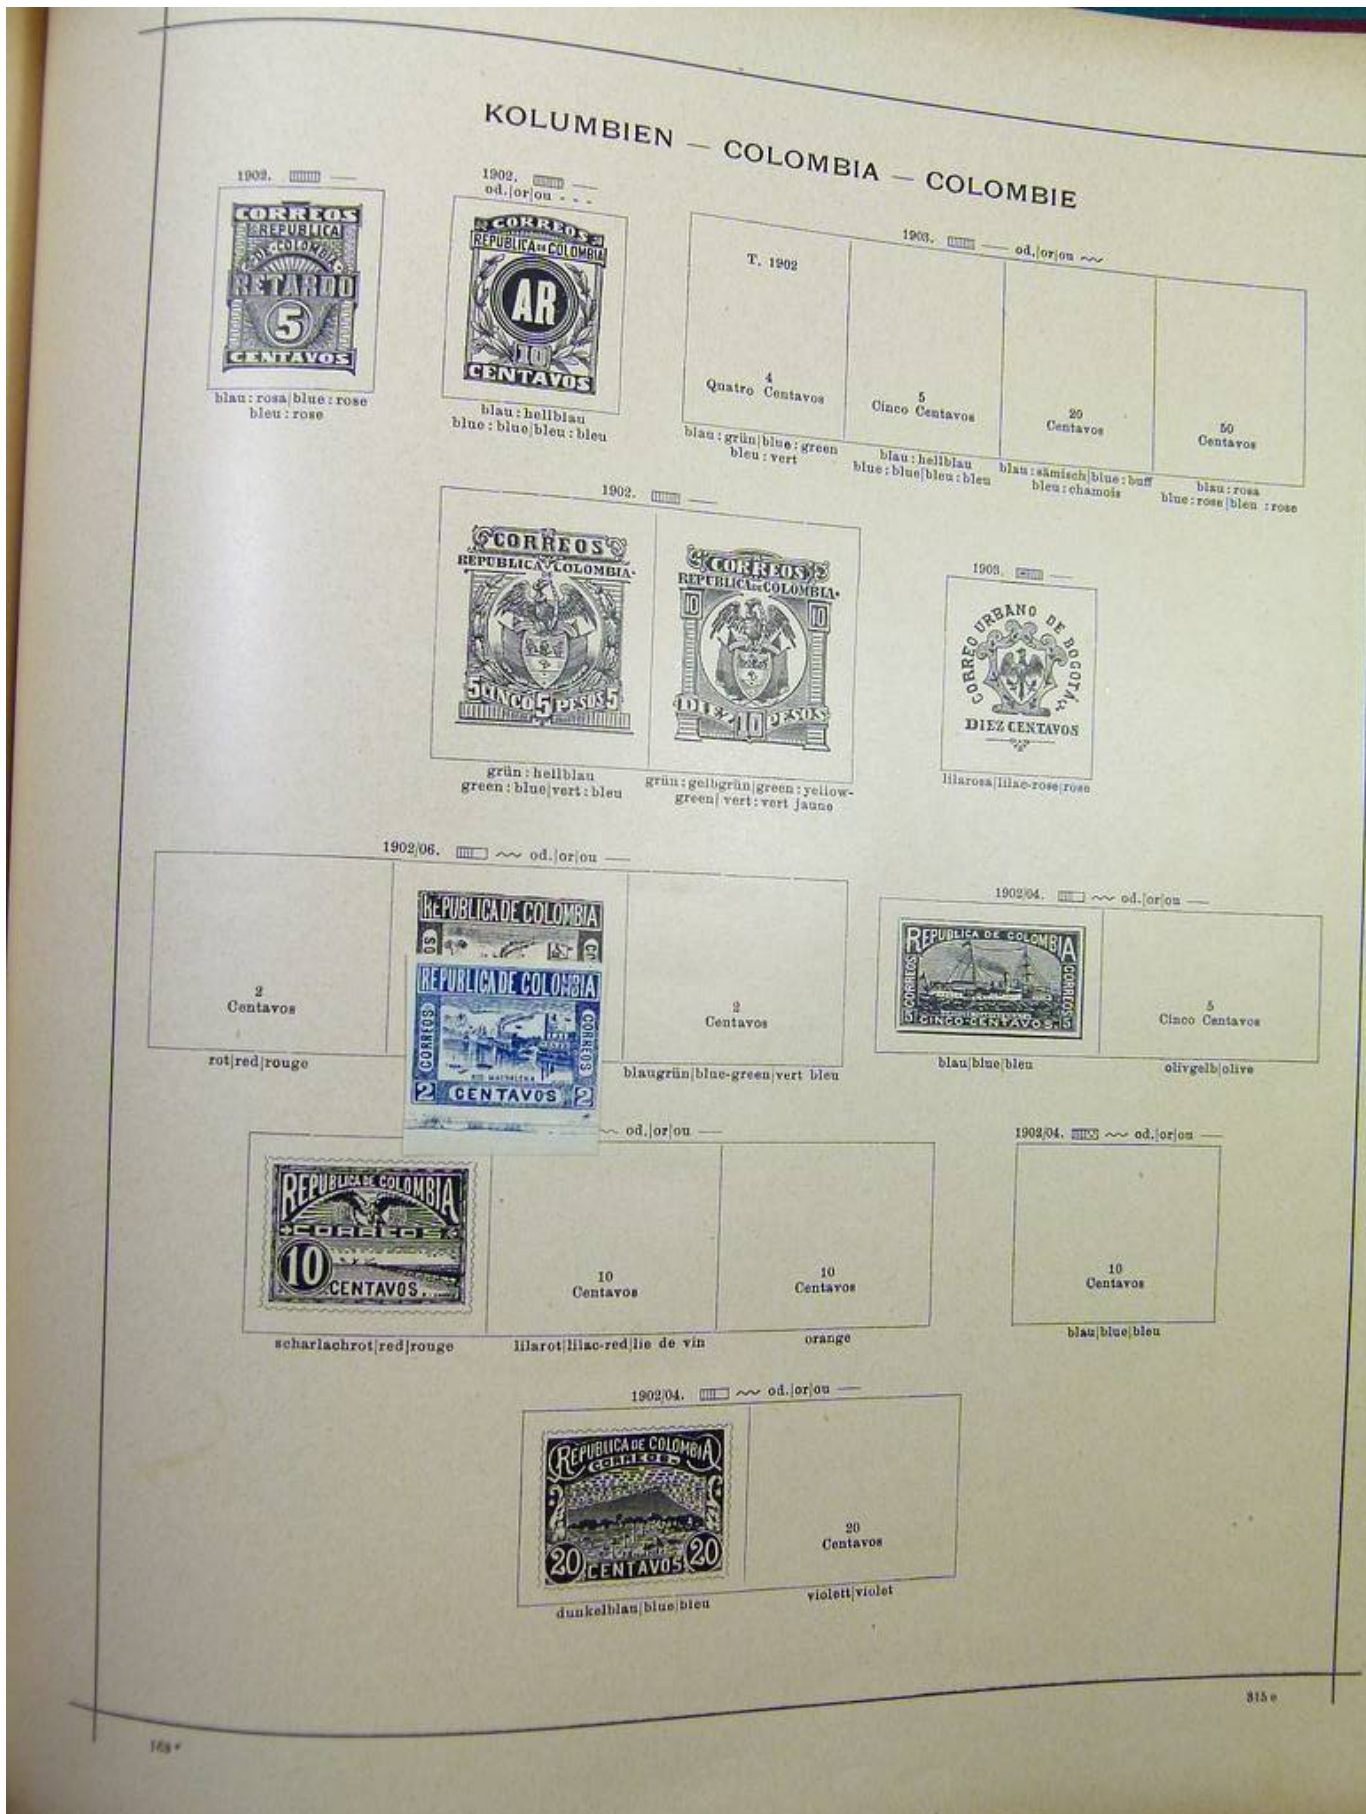 KOLUMBIEN — COLOMBIA — COLOMBIE
1902.
CORREOS
REPUBLICA
DE COLOMBIA
RETARDO
5
CENTAVOS
blau : rosa|blue : rose
bleu : rose
1902.
od.|or|ou - - -
CORREOS
REPUBLICA DE COLOMBIA
AR
10
CENTAVOS
blau : hellblau
blue : blue|bleu : bleu
1903. od.|or|ou
T. 1902
4
Quatro Centavos
blau : grün|blue : green
bleu : vert
5
Cinco Centavos
blau : hellblau
blue : blue|bleu : bleu
20
Centavos
blau : sämisch|blue : buff
bleu : chamois
50
Centavos
blau : rosa
blue : rose|bleu : rose
1902.
CORREOS
REPUBLICA COLOMBIA
5 CINCO 5 PESOS 5
grün : hellblau
green : blue|vert : bleu
CORREOS
REPUBLICA DE COLOMBIA
10 10
DIEZ 10 PESOS
grün : gelbgrün|green : yellow-
green| vert : vert jaune
1903.
CORREO URBANO DE BOGOTA
DIEZ CENTAVOS
lilarosa|lilac-rose|rose
1902/06. od.|or|ou
2
Centavos
rot|red|rouge
REPUBLICA DE COLOMBIA
REPUBLICA DE COLOMBIA
CORREOS
CORREOS
RIO MAGDALENA
2 CENTAVOS 2
2
Centavos
blaugrün|blue-green|vert bleu
1902/04. od.|or|ou
REPUBLICA DE COLOMBIA
CORREOS
CORREOS
5 CINCO-CENTAVOS. 5
blau|blue|bleu
5
Cinco Centavos
olivgelb|olive
od.|or|ou
REPUBLICA DE COLOMBIA
CORREOS
10 CENTAVOS
scharlachrot|red|rouge
10
Centavos
lilarot|lilac-red|lie de vin
10
Centavos
orange
1902/04. od.|or|ou
10
Centavos
blau|blue|bleu
1902/04. od.|or|ou
REPUBLICA DE COLOMBIA
CORREOS
20 CENTAVOS 20
dunkelblau|blue|bleu
20
Centavos
violett|violet
315 e